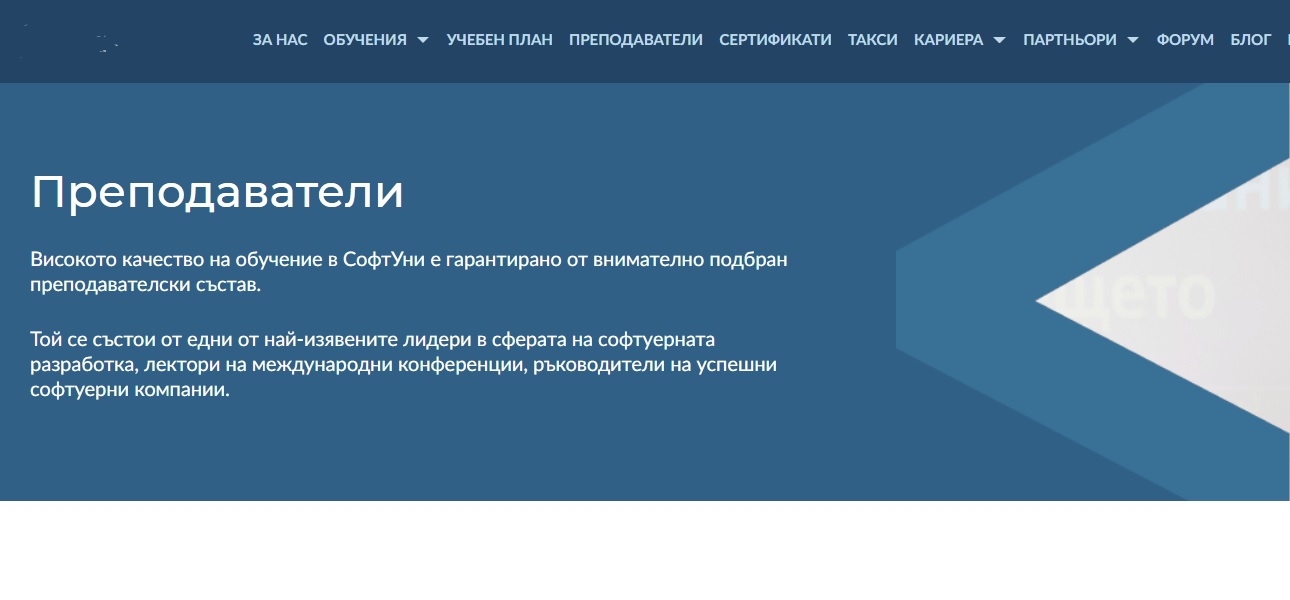 ЗА НАС ОБУЧЕНИЯ УЧЕБЕН ПЛАН ПРЕПОДАВАТЕЛИ СЕРТИФИКАТИ ТАКСИ КАРИЕРА ПАРТНЬОРИ ФОРУМ БЛОГ
Преподаватели
Високото качество на обучение в СофтУни е гарантирано от внимателно подбран
преподавателски състав.
Той се състои от едни от най-изявените лидери в сферата на софтуерната
разработка, лектори на международни конференции, ръководители на успешни
софтуерни компании.